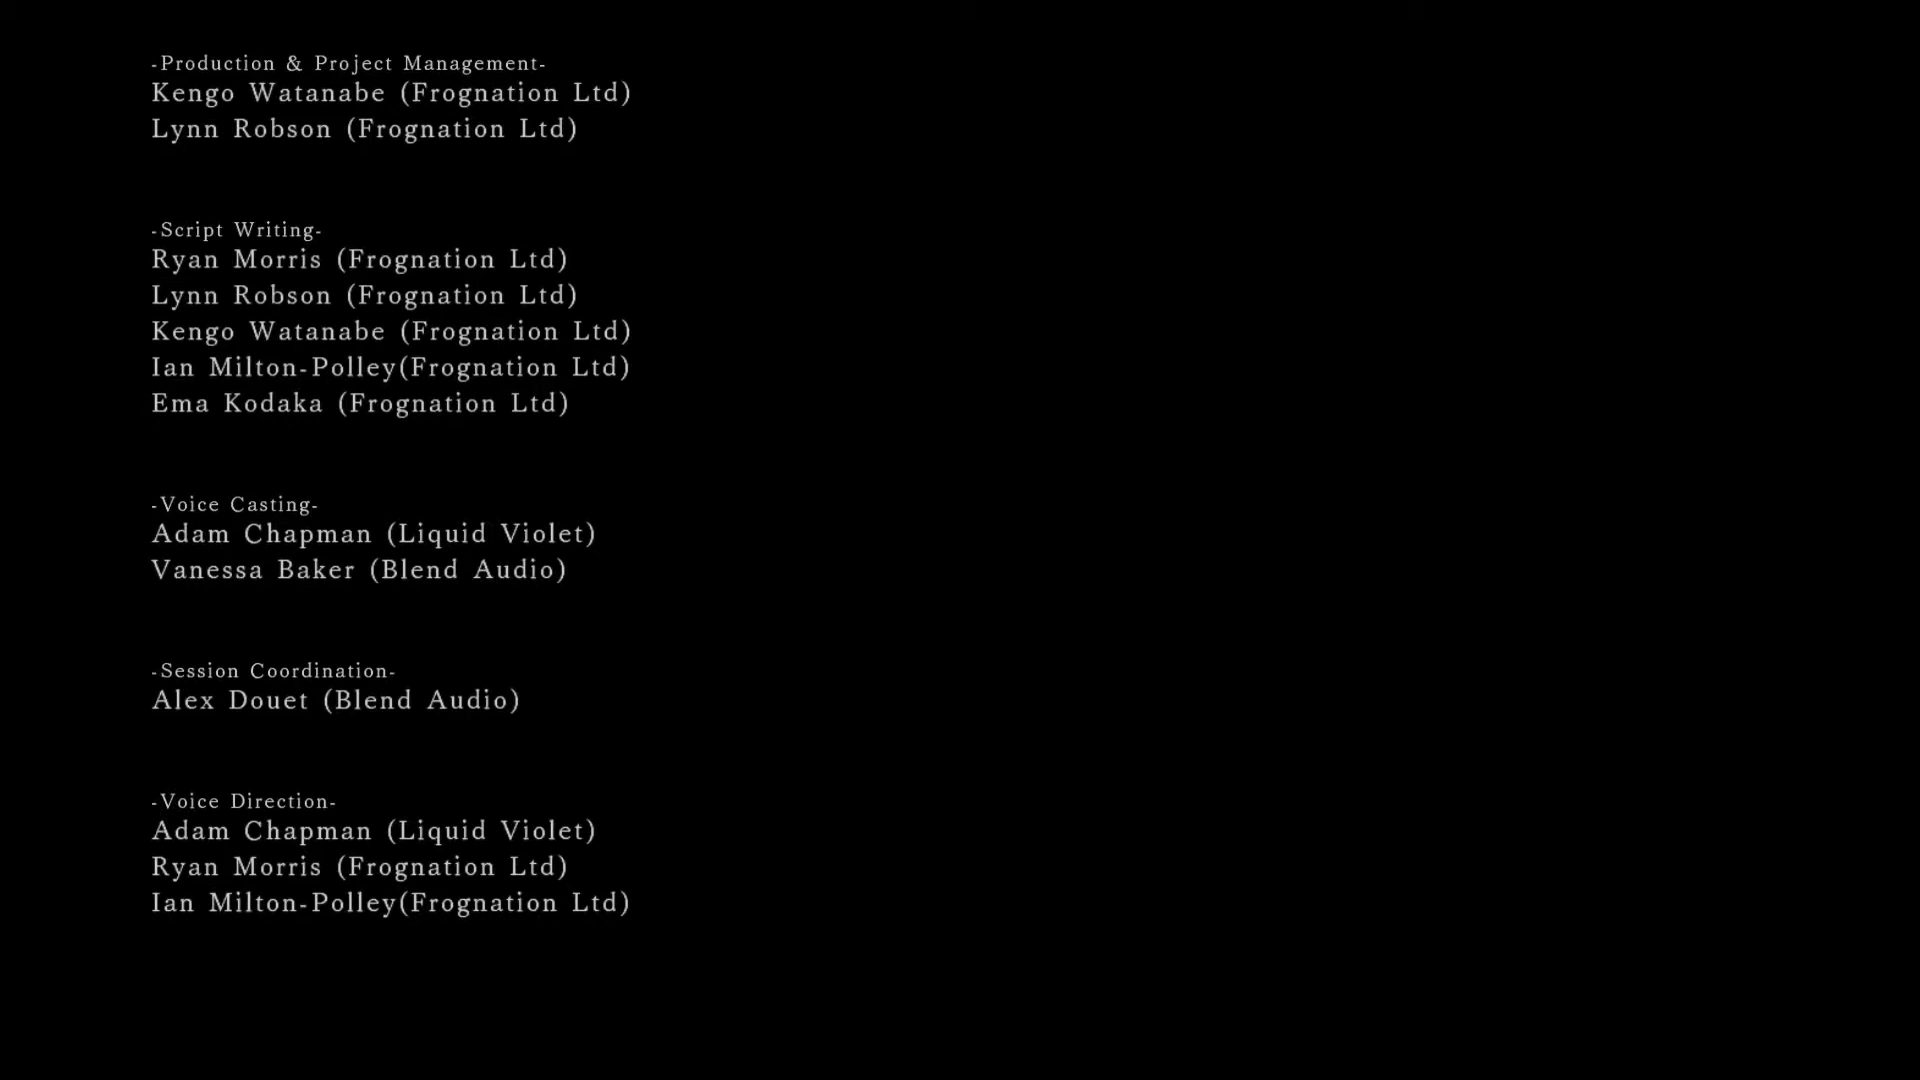 -Production & Project Management-
Kengo Watanabe (Frognation Ltd)
Lynn Robson (Frognation Ltd)
-Script Writing-
Ryan Morris (Frognation Ltd)
Lynn Robson (Frognation Ltd)
Kengo Watanabe (Frognation Ltd)
Ian Milton-Polley(Frognation Ltd)
Ema Kodaka (Frognation Ltd)
-Voice Casting-
Adam Chapman (Liquid Violet)
Vanessa Baker (Blend Audio)
-Session Coordination-
Alex Douet (Blend Audio)
-Voice Direction-
Adam Chapman (Liquid Violet)
Ryan Morris (Frognation Ltd)
Ian Milton-Polley(Frognation Ltd)